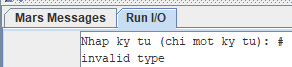 Mars Messages Run I/O
Nhap ky tu (chi mot ky tu): #
invalid type